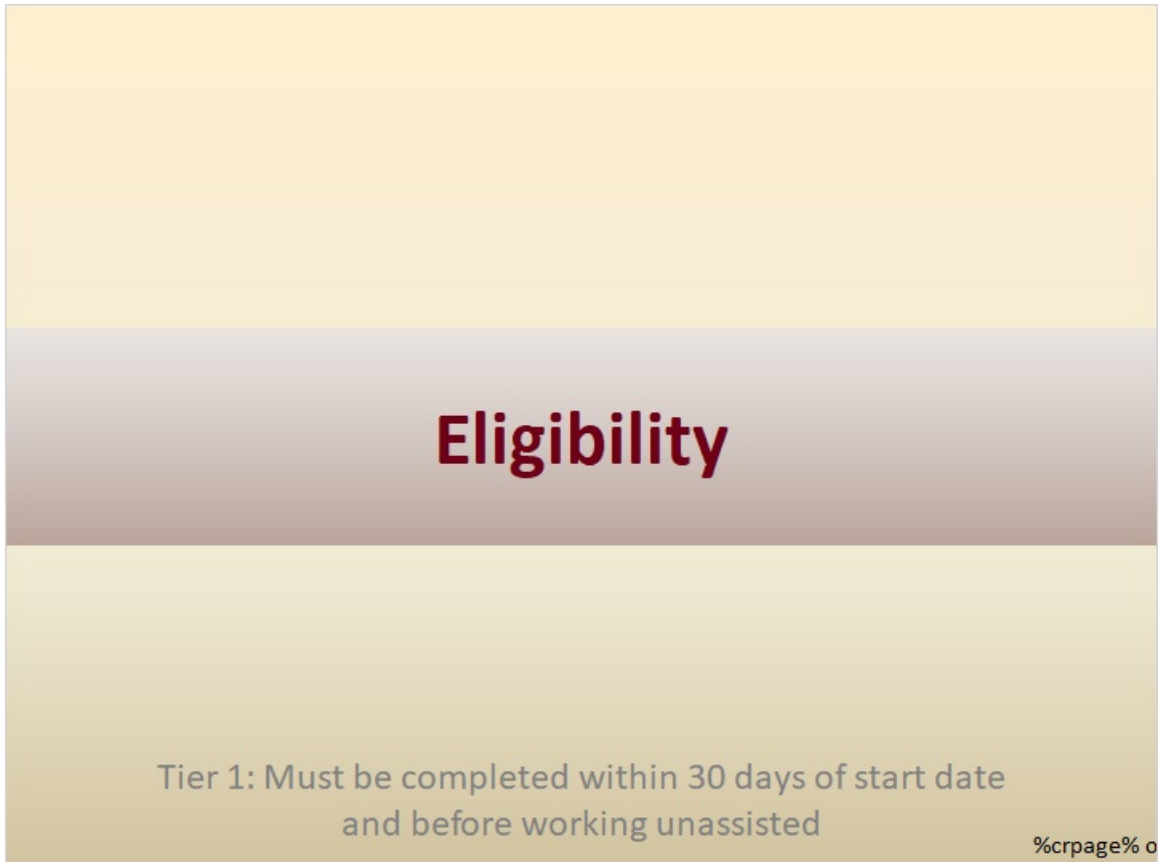 Eligibility
Tier 1: Must be completed within 30 days of start date
and before working unassisted
%crpage% o